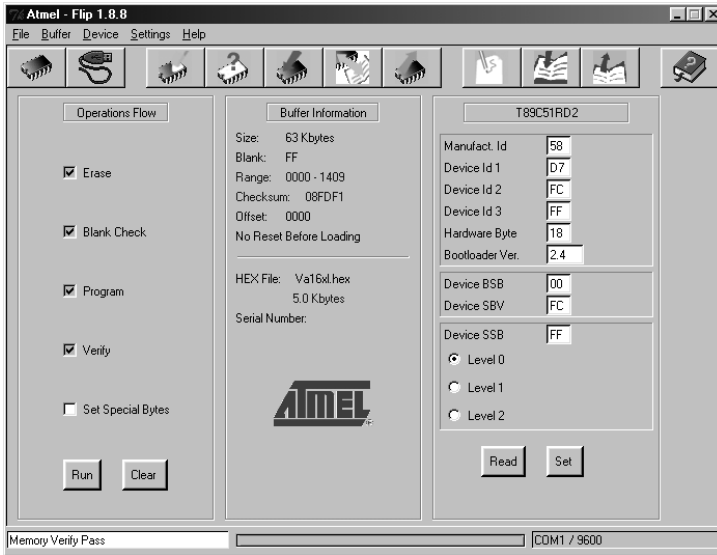 Atmel - Flip 1.8.8
File Buffer Device Settings Help
Operations Flow
Erase
Blank Check
Program
Verify
Set Special Bytes
Run Clear
Buffer Information
Size: 63 Kbytes
Blank: FF
Range: 0000 - 1409
Checksum: 08FDF1
Offset: 0000
No Reset Before Loading
HEX File: Va16xl.hex
5.0 Kbytes
Serial Number:
ATMEL
T89C51RD2
Manufact. Id 58
Device Id 1 D7
Device Id 2 FC
Device Id 3 FF
Hardware Byte 18
Bootloader Ver. 2.4
Device BSB 00
Device SBV FC
Device SSB FF
Level 0
Level 1
Level 2
Read Set
Memory Verify Pass
COM1 / 9600